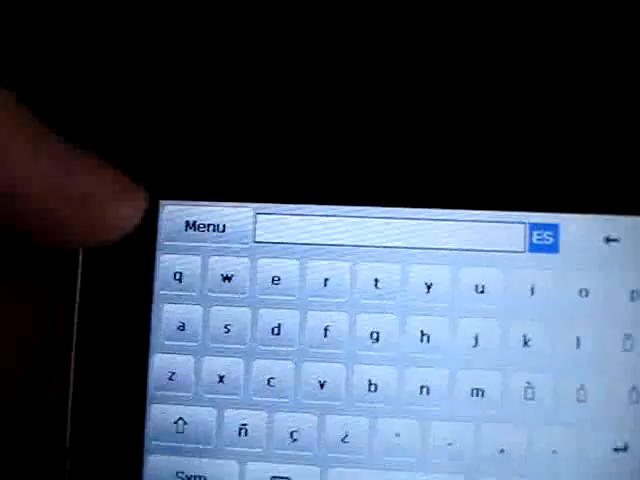 Menu ES ←
q w e r t y u i o p
a s d f g h j k l
z x c v b n m
⇧ ñ ç ¿
Sym